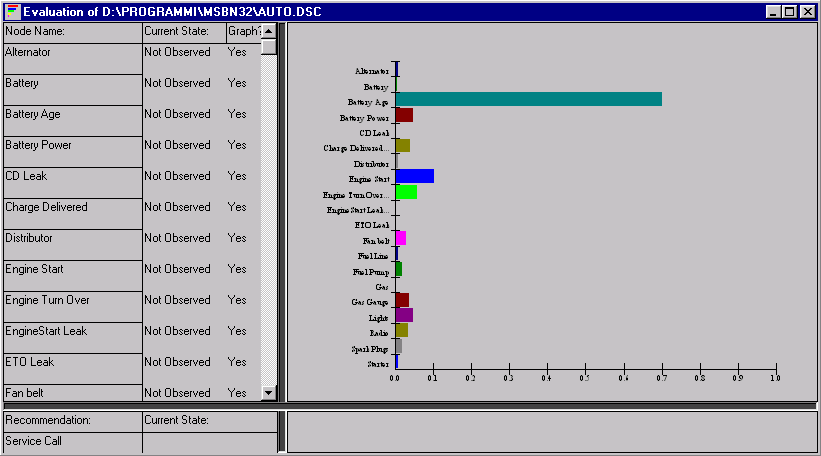 Evaluation of D:\PROGRAMMI\MSBN32\AUTO.DSC
Node Name: Current State: Graph?
Alternator Not Observed Yes
Battery Not Observed Yes
Battery Age Not Observed Yes
Battery Power Not Observed Yes
CD Leak Not Observed Yes
Charge Delivered Not Observed Yes
Distributor Not Observed Yes
Engine Start Not Observed Yes
Engine Turn Over Not Observed Yes
EngineStart Leak Not Observed Yes
ETO Leak Not Observed Yes
Fan belt Not Observed Yes
Alternator
Battery
Battery Age
Battery Power
CD Leak
Charge Delivered...
Distributor
Engine Start
Engine Turn Over...
EngineStart Leak...
ETO Leak
Fan belt
Fuel Line
Fuel Pump
Gas
Gas Gauge
Light
Radio
Spark Plugs
Starter
0.0 0.1 0.2 0.3 0.4 0.5 0.6 0.7 0.8 0.9 1.0
Recommendation: Current State:
Service Call